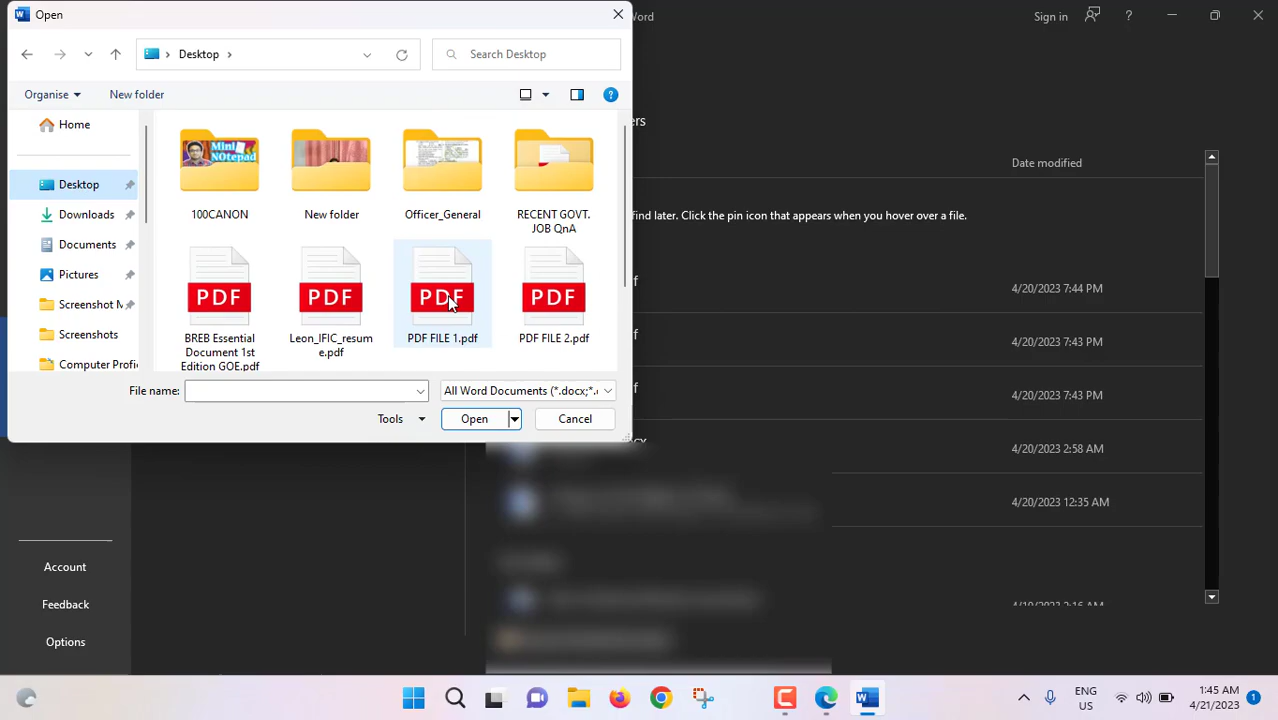 Open
Word
Sign in
?
Desktop
Search Desktop
Organise
New folder
?
Home
Desktop
Downloads
Documents
Pictures
Screenshots
Mini
NOtepad
100CANON
New folder
Officer_General
RECENT GOVT.
JOB QnA
PDF
BREB Essential
Document 1st
Edition GOE.pdf
PDF
Leon_IFIC_resum
e.pdf
PDF
PDF FILE 1.pdf
PDF
PDF FILE 2.pdf
File name:
All Word Documents (*.docx;*.
Tools
Open
Cancel
ers
Date modified
find later. Click the pin icon that appears when you hover over a file.
f
4/20/2023 7:44 PM
f
4/20/2023 7:43 PM
f
4/20/2023 7:43 PM
4/20/2023 2:58 AM
4/20/2023 12:35 AM
Account
Feedback
Options
ENG
US
:45 AM
4/21/2023
1